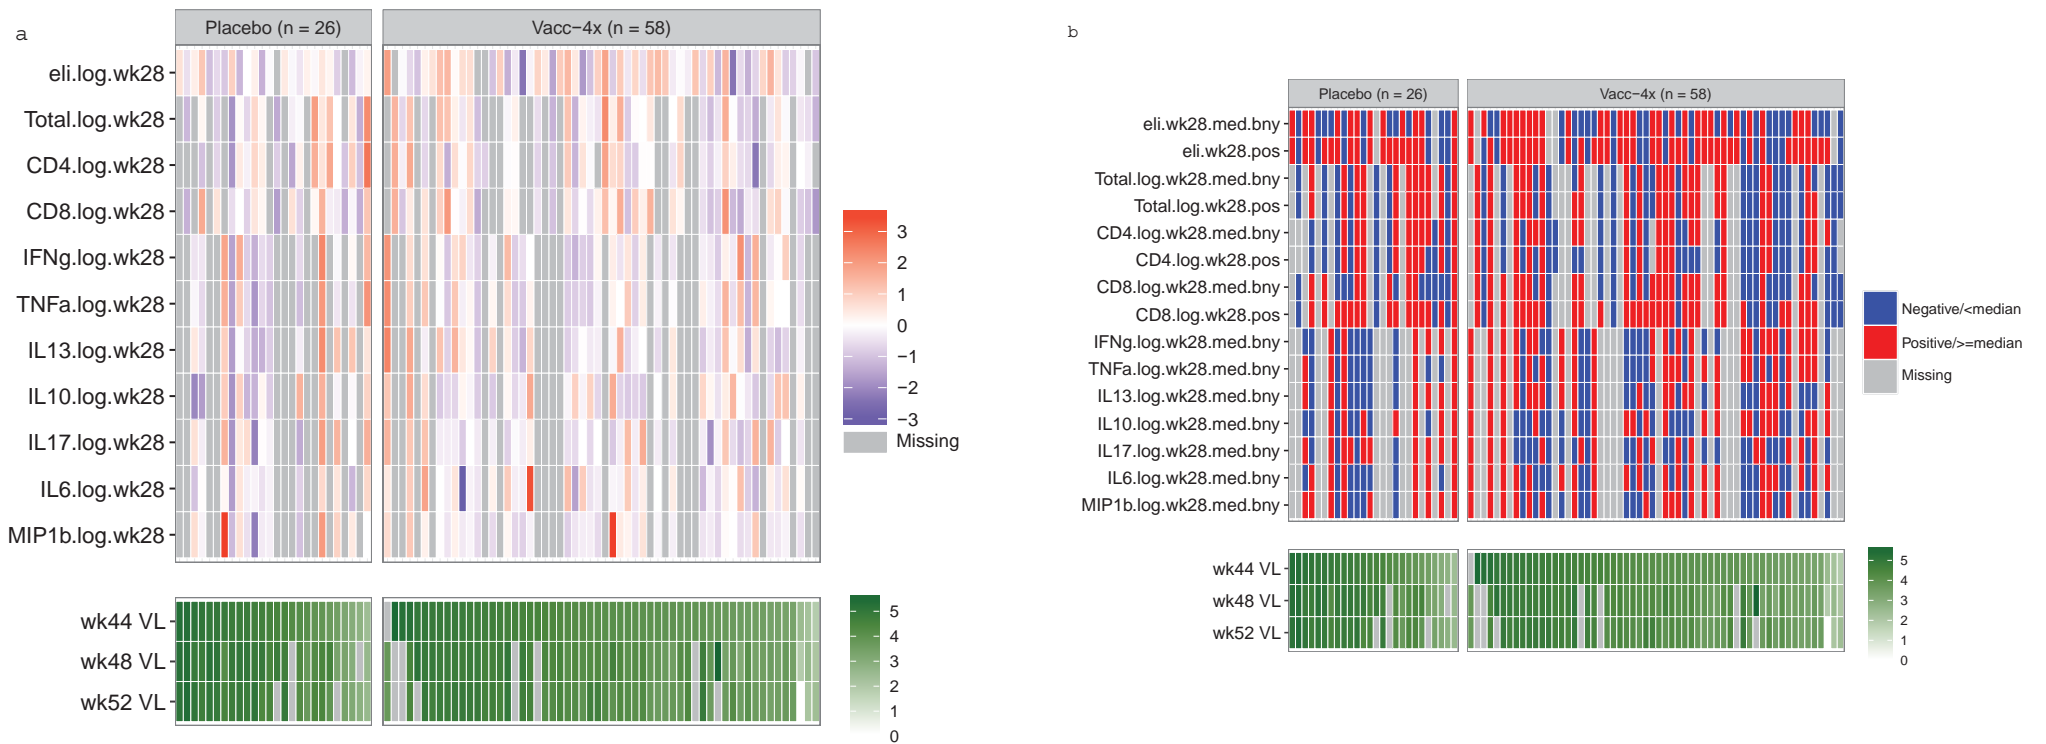 a
Placebo (n = 26)
Vacc−4x (n = 58)
eli.log.wk28
Total.log.wk28
CD4.log.wk28
CD8.log.wk28
IFNg.log.wk28
TNFa.log.wk28
IL13.log.wk28
IL10.log.wk28
IL17.log.wk28
IL6.log.wk28
MIP1b.log.wk28
3
2
1
0
−1
−2
−3
Missing
wk44 VL
wk48 VL
wk52 VL
5
4
3
2
1
0
b
Placebo (n = 26)
Vacc−4x (n = 58)
eli.wk28.med.bny
eli.wk28.pos
Total.log.wk28.med.bny
Total.log.wk28.pos
CD4.log.wk28.med.bny
CD4.log.wk28.pos
CD8.log.wk28.med.bny
CD8.log.wk28.pos
IFNg.log.wk28.med.bny
TNFa.log.wk28.med.bny
IL13.log.wk28.med.bny
IL10.log.wk28.med.bny
IL17.log.wk28.med.bny
IL6.log.wk28.med.bny
MIP1b.log.wk28.med.bny
Negative/<median
Positive/>=median
Missing
wk44 VL
wk48 VL
wk52 VL
5
4
3
2
1
0